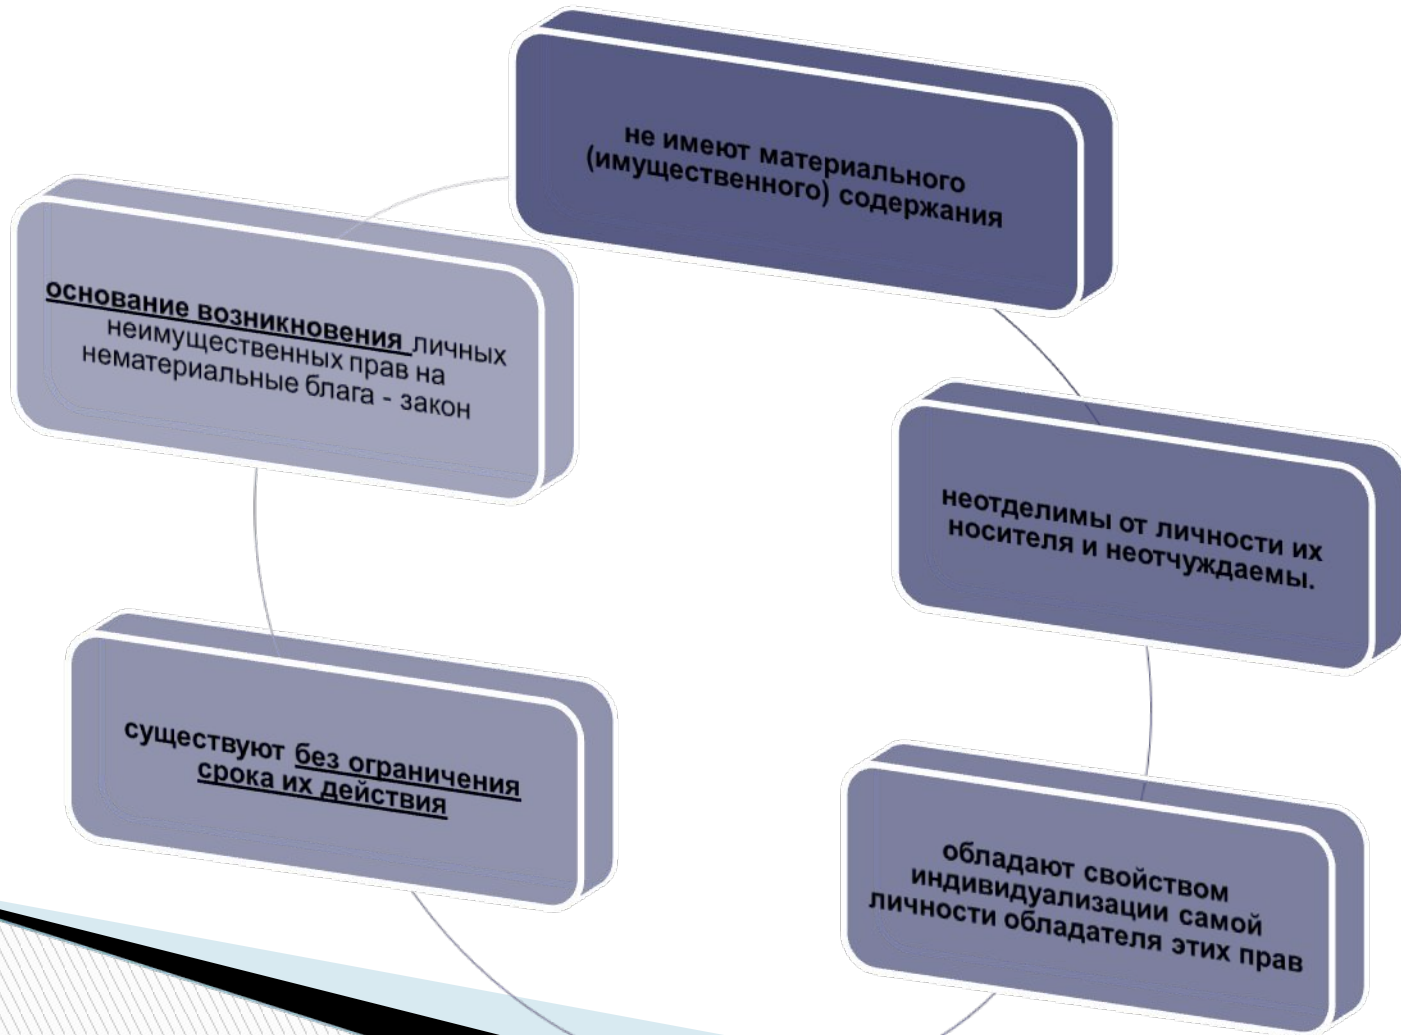 не имеют материального
(имущественного) содержания
неотделимы от личности их
носителя и неотчуждаемы.
обладают свойством
индивидуализации самой
личности обладателя этих прав
существуют без ограничения
срока их действия
основание возникновения личных
неимущественных прав на
нематериальные блага - закон